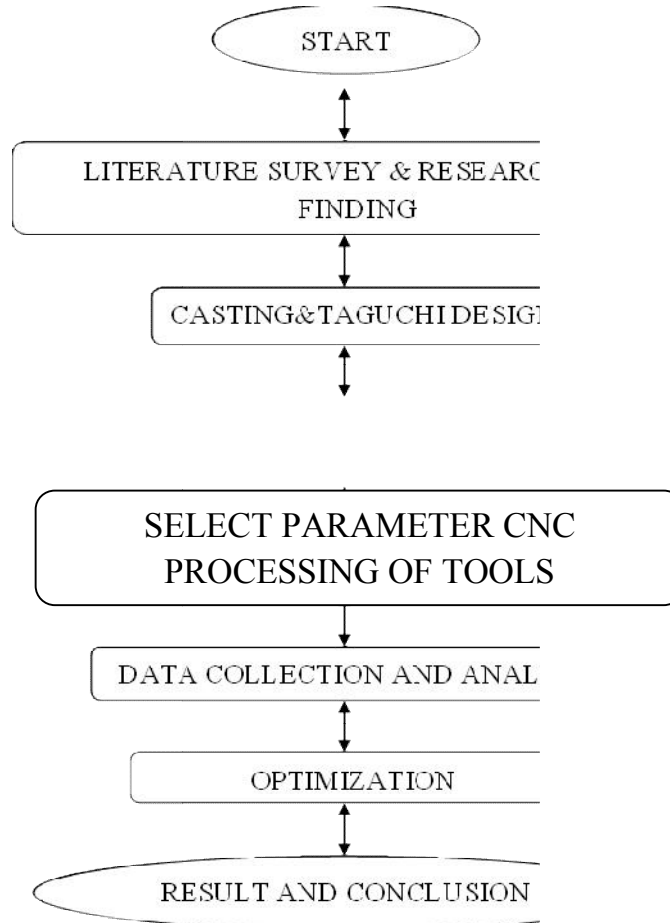 START
LITERATURE SURVEY & RESEARC
FINDING
CASTING&TAGUCHI DESIG
SELECT PARAMETER CNC
PROCESSING OF TOOLS
DATA COLLECTION AND ANAL
OPTIMIZATION
RESULT AND CONCLUSION